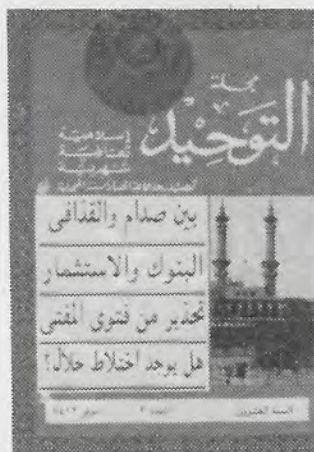 مجلة
التوحيد
إسلامية
ثقافية
شهرية
بين صدام والقذافي
البنوك والاستثمار
تحذير من فتوى المفتى
هل يوجد اختلاط حلال؟
السنة العشرون